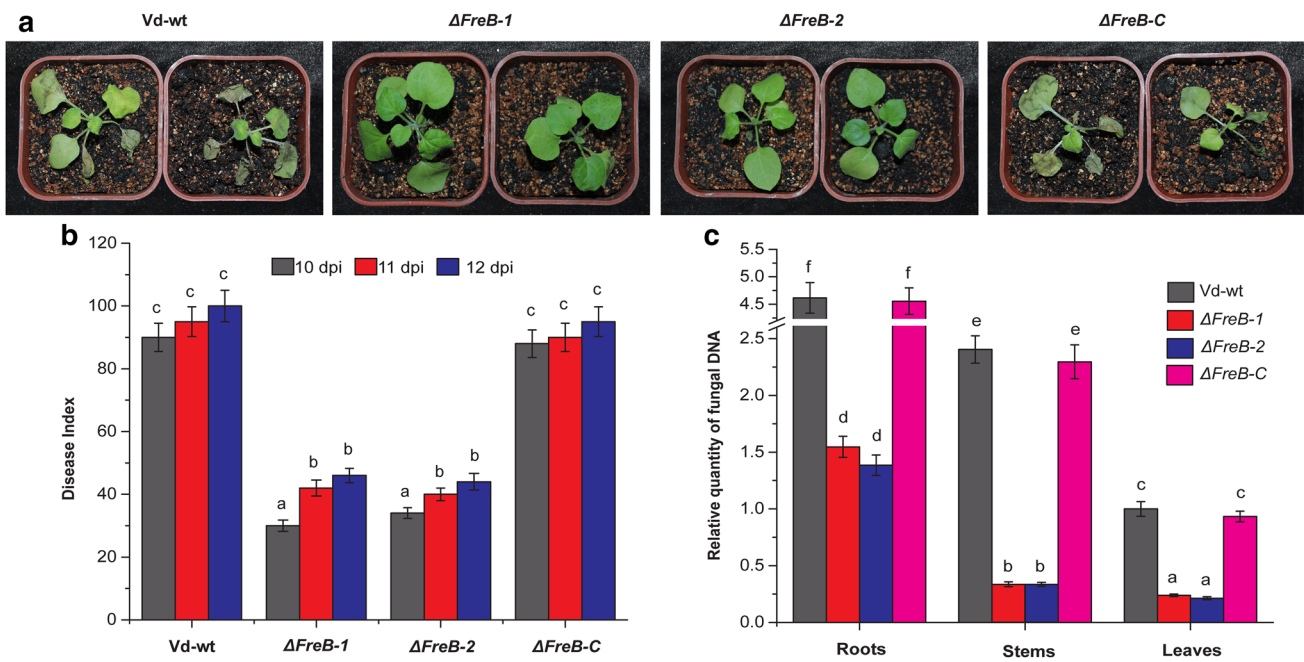 a
Vd-wt
ΔFreB-1
ΔFreB-2
ΔFreB-C
b
120
100
80
60
40
20
0
Disease Index
10 dpi
11 dpi
12 dpi
c c c
a b b
a b b
c c c
Vd-wt
ΔFreB-1
ΔFreB-2
ΔFreB-C
c
5.5
5.0
4.5
2.5
2.0
1.5
1.0
0.5
0.0
Relative quantity of fungal DNA
Vd-wt
ΔFreB-1
ΔFreB-2
ΔFreB-C
f d d f
e b b e
c a a c
Roots
Stems
Leaves